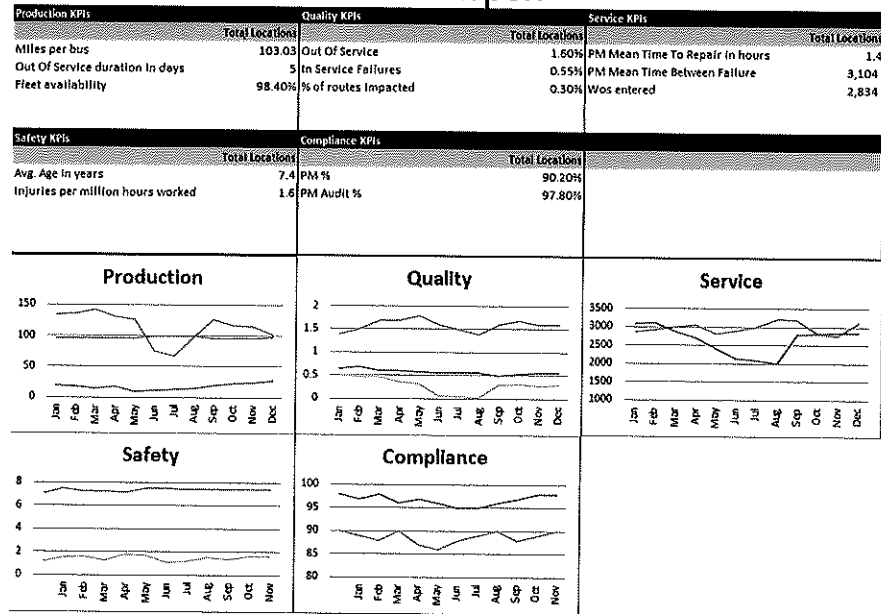 Production KPIs
Total Locations
Miles per bus 103.03
Out Of Service duration in days 5
Fleet availability 98.40%
Quality KPIs
Total Locations
Out Of Service 1.60%
In Service Failures 0.55%
% of routes Impacted 0.30%
Service KPIs
Total Locations
PM Mean Time To Repair in hours 1.4
PM Mean Time Between Failure 3,104
Wos entered 2,834
Safety KPIs
Total Locations
Avg. Age in years 7.4
Injuries per million hours worked 1.6
Compliance KPIs
Total Locations
PM % 90.20%
PM Audit % 97.80%
Production
150
100
50
0
Jan Feb Mar Apr May Jun Jul Aug Sep Oct Nov Dec
Quality
2
1.5
1
0.5
0
Jan Feb Mar Apr May Jun Jul Aug Sep Oct Nov Dec
Service
3500
3000
2500
2000
1500
1000
Jan Feb Mar Apr May Jun Jul Aug Sep Oct Nov Dec
Safety
8
6
4
2
0
Jan Feb Mar Apr May Jun Jul Aug Sep Oct Nov
Compliance
100
95
90
85
80
Jan Feb Mar Apr May Jun Jul Aug Sep Oct Nov